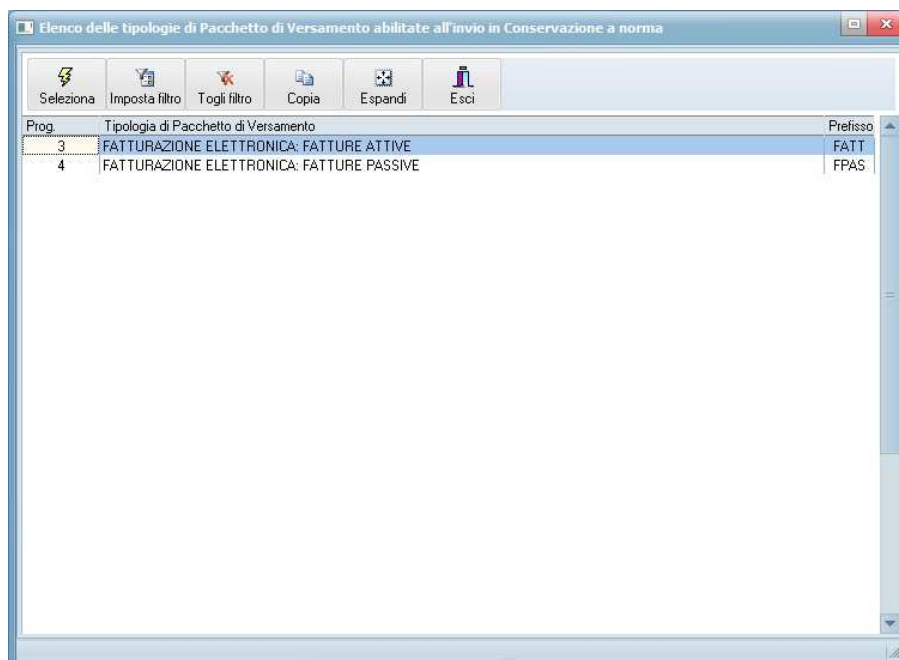 Elenco delle tipologie di Pacchetto di Versamento abilitate all'invio in Conservazione a norma
Seleziona Imposta filtro Togli filtro Copia Espandi Esci
Prog. Tipologia di Pacchetto di Versamento Prefisso
3 FATTURAZIONE ELETTRONICA: FATTURE ATTIVE FATT
4 FATTURAZIONE ELETTRONICA: FATTURE PASSIVE FPAS